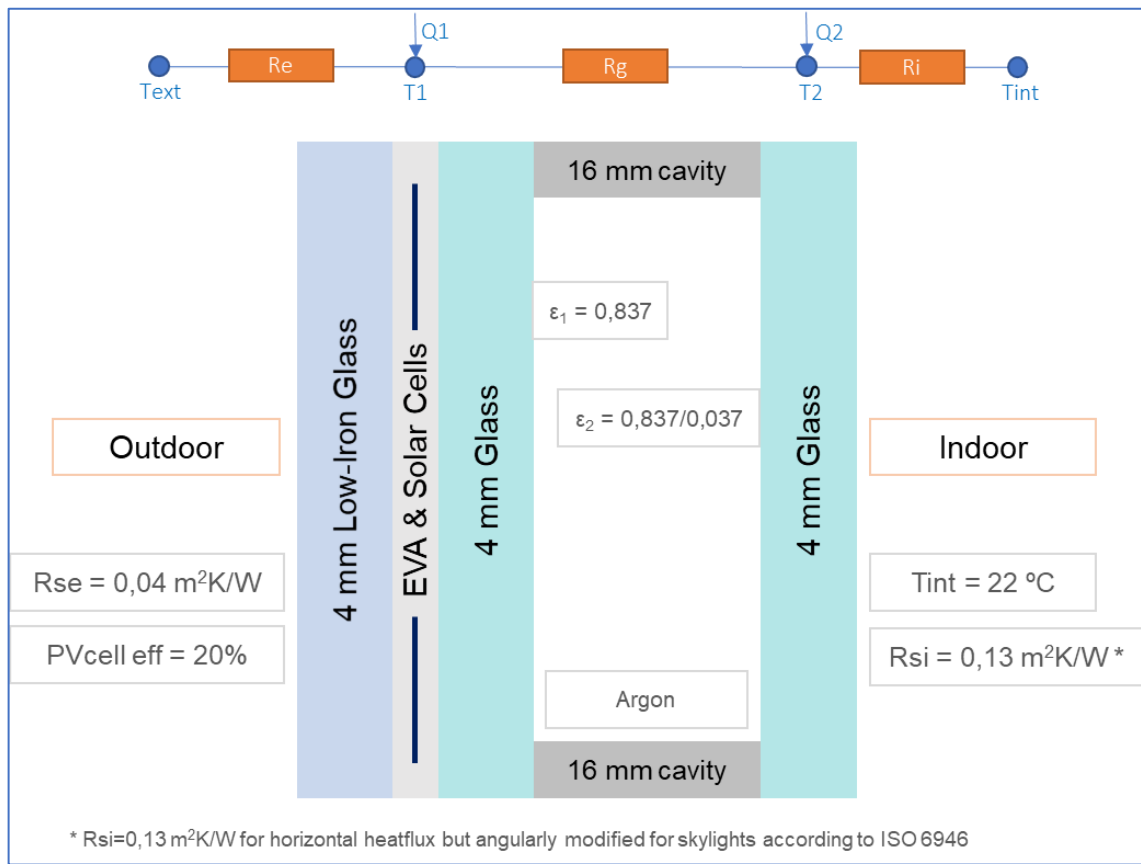 Q1
Q2
Re
Rg
Ri
Text
T1
T2
Tint
16 mm cavity
4 mm Low-Iron Glass
EVA & Solar Cells
4 mm Glass
ε₁ = 0,837
ε₂ = 0,837/0,037
4 mm Glass
Outdoor
Indoor
Rse = 0,04 m²K/W
Tint = 22 ºC
PVcell eff = 20%
Rsi = 0,13 m²K/W *
Argon
16 mm cavity
* Rsi=0,13 m²K/W for horizontal heatflux but angularly modified for skylights according to ISO 6946